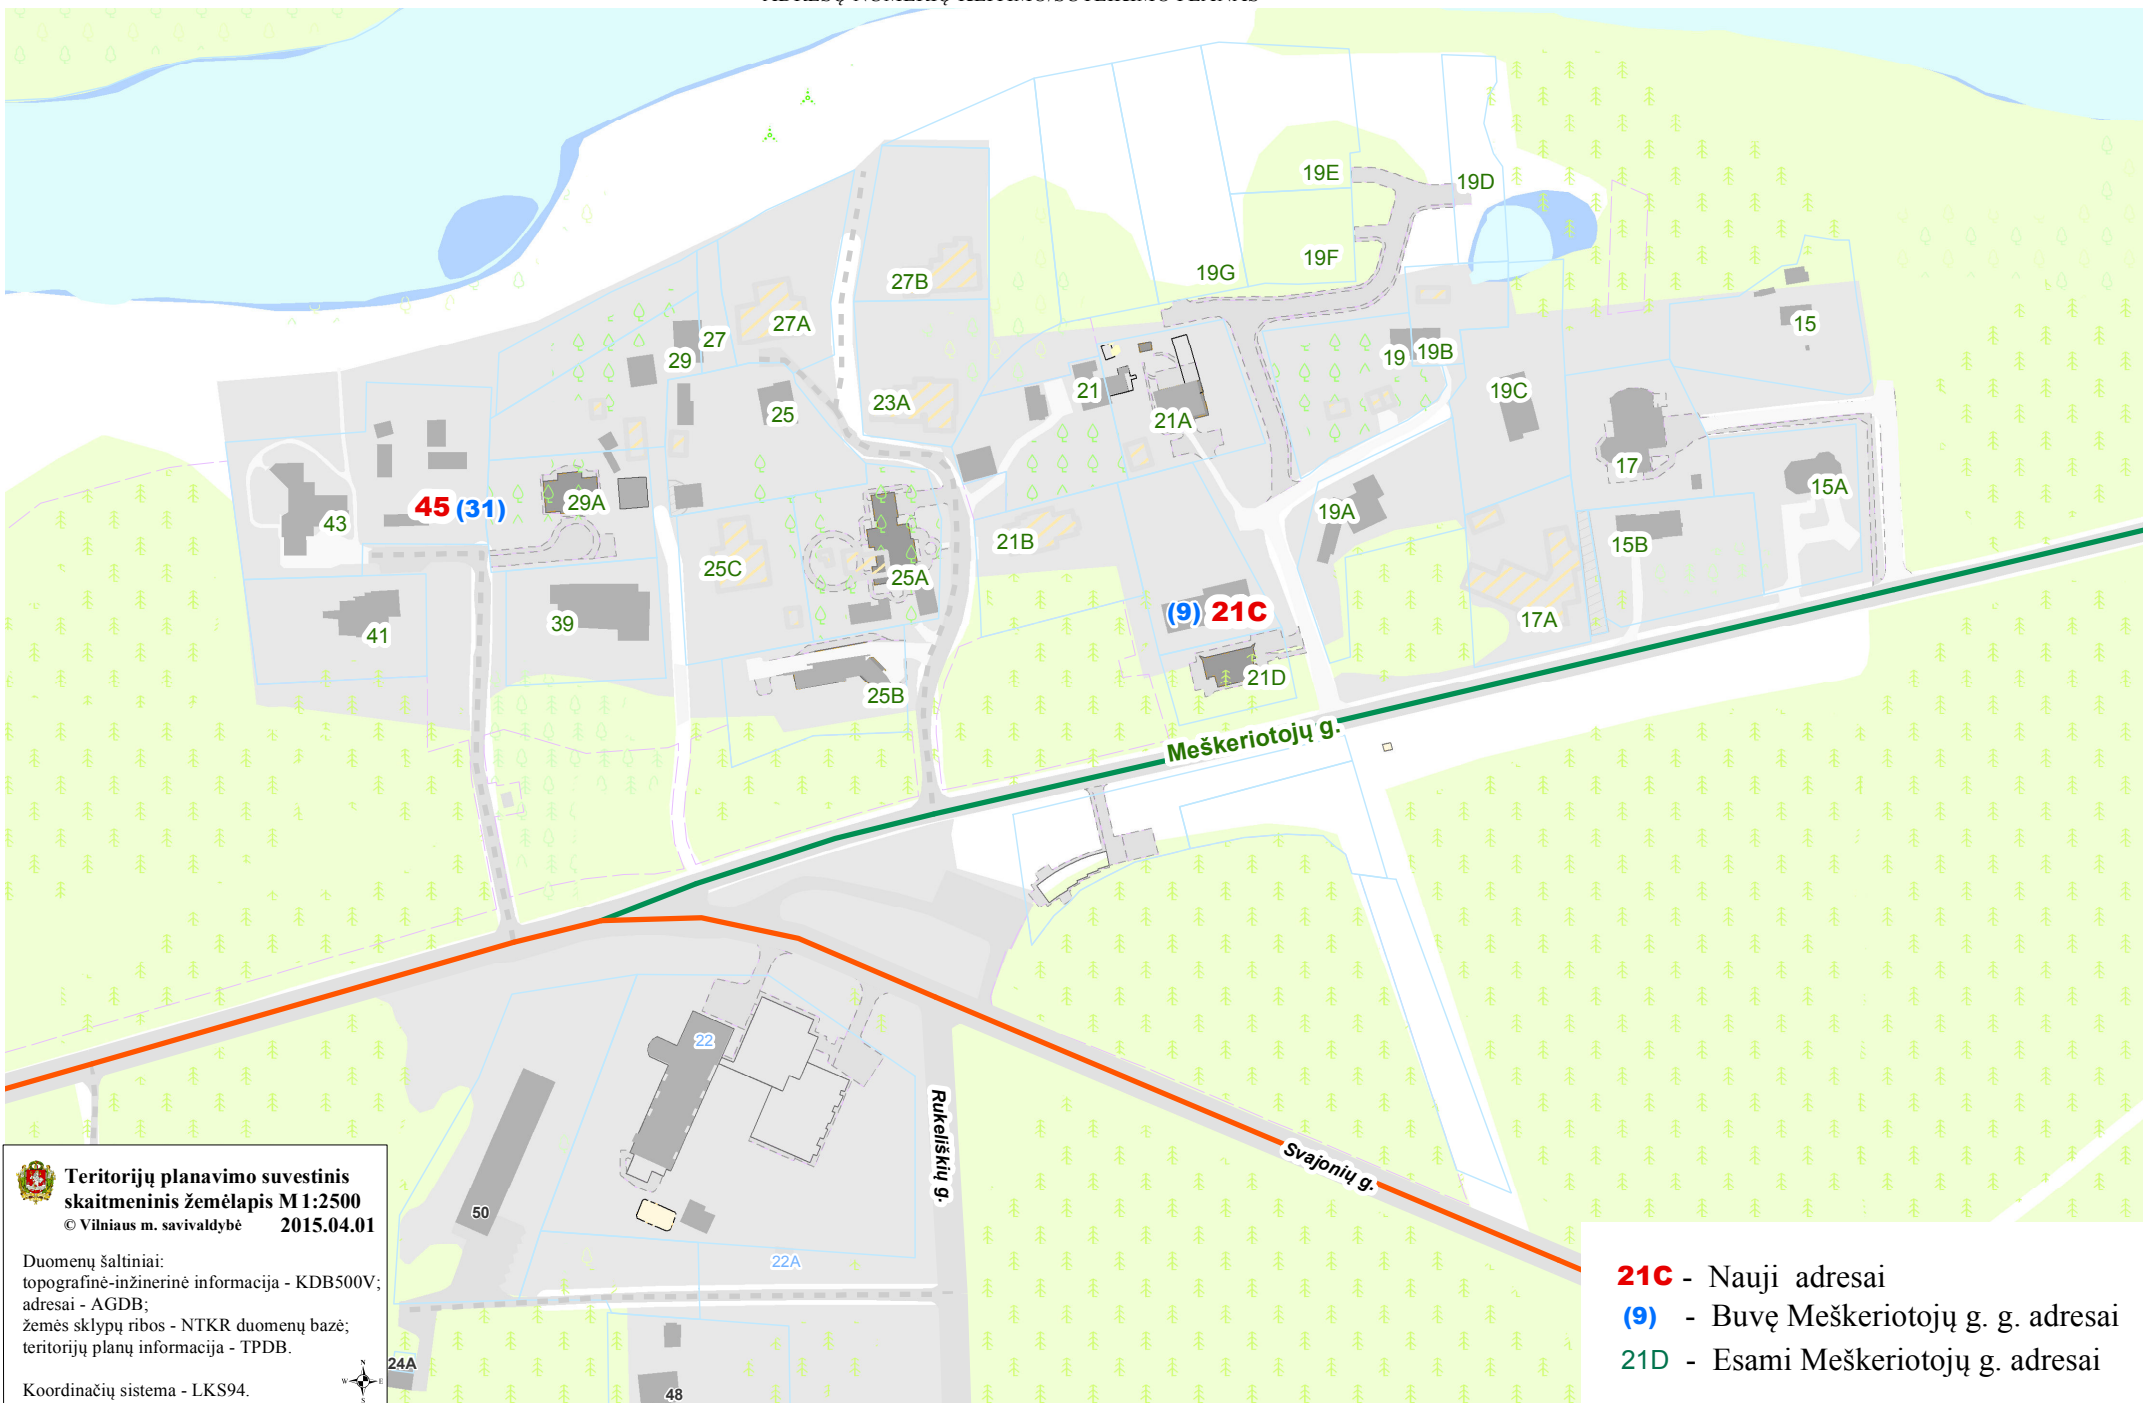 19E
19D
19F
19G
27B
27A
27
29
15
19
19B
21
19C
23A
25
21A
17
15A
29A
45 (31)
43
19A
21B
15B
25C
25A
(9) 21C
39
41
17A
21D
25B
Meškeriotojų g.
22
Rukeliškių g.
Svajonių g.
50
22A
24A
48
Teritorijų planavimo suvestinis
skaitmeninis žemėlapis M 1:2500
© Vilniaus m. savivaldybė 2015.04.01
Duomenų šaltiniai:
topografinė-inžinerinė informacija - KDB500V;
adresai - AGDB;
žemės sklypų ribos - NTKR duomenų bazė;
teritorijų planų informacija - TPDB.
Koordinačių sistema - LKS94.
N
W E
S
21C - Nauji adresai
(9) - Buvę Meškeriotojų g. g. adresai
21D - Esami Meškeriotojų g. adresai